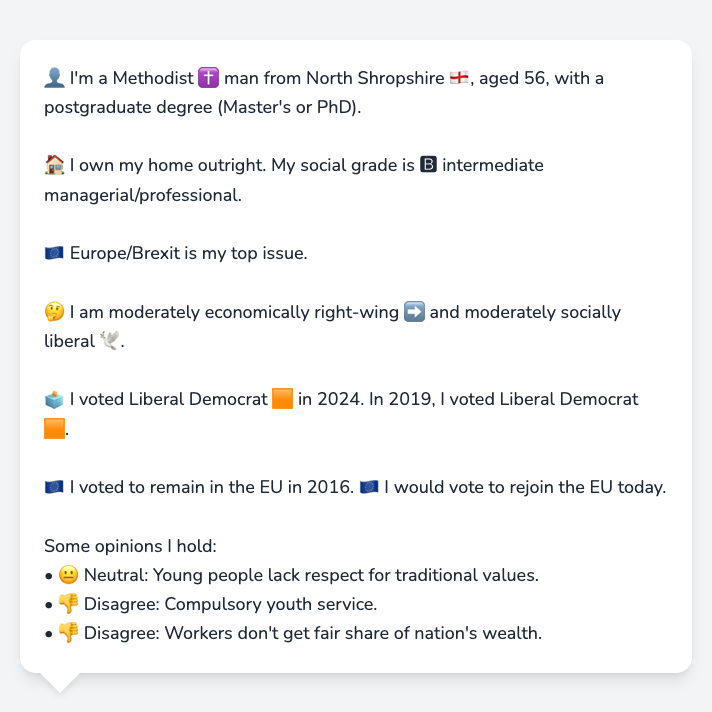 👤 I'm a Methodist ✝️ man from North Shropshire 🏴󠁧󠁢󠁥󠁮󠁧󠁿, aged 56, with a
postgraduate degree (Master's or PhD).
🏠 I own my home outright. My social grade is 🅱 intermediate
managerial/professional.
🇪🇺 Europe/Brexit is my top issue.
🤔 I am moderately economically right-wing ➡️ and moderately socially
liberal 🕊️.
🗳️ I voted Liberal Democrat 🟧 in 2024. In 2019, I voted Liberal Democrat
🟧.
🇪🇺 I voted to remain in the EU in 2016. 🇪🇺 I would vote to rejoin the EU today.
Some opinions I hold:
• 😐 Neutral: Young people lack respect for traditional values.
• 👎 Disagree: Compulsory youth service.
• 👎 Disagree: Workers don't get fair share of nation's wealth.